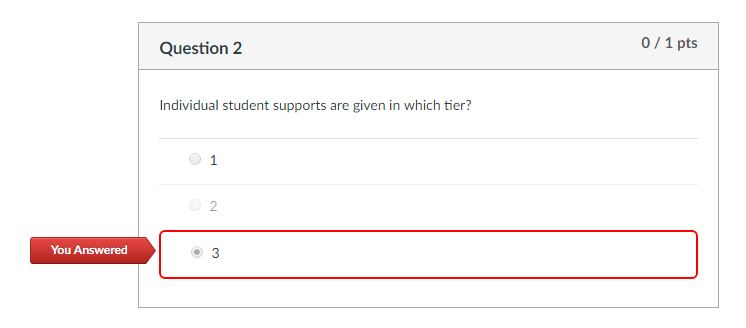 Question 2
0 / 1 pts
Individual student supports are given in which tier?
1
2
You Answered
3